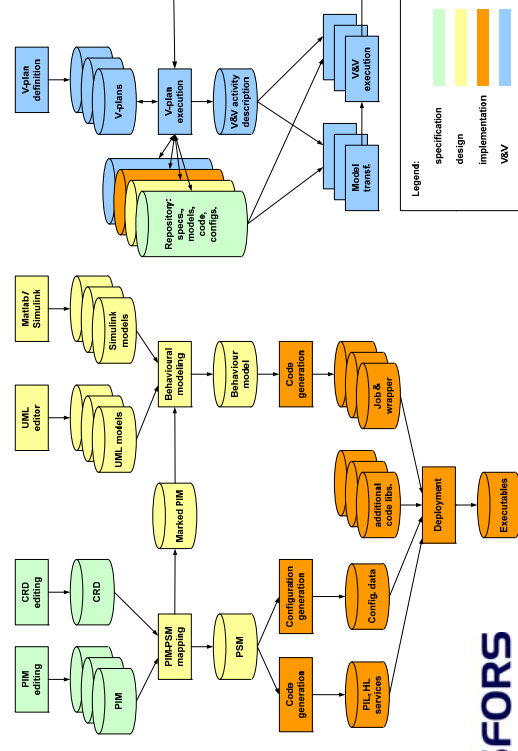 PIM
editing
CRD
editing
UML
editor
Matlab/
Simulink
V-plan
definition
PIM
CRD
UML models
Simulink
models
V-plans
PIM-PSM
mapping
Marked PIM
Behavioural
modeling
Repository:
specs.,
models,
code,
configs.
V-plan
execution
PSM
Behaviour
model
V&V activity
description
Code
generation
Configuration
generation
Code
generation
Model
transf.
V&V
execution
PIL, HL
services
Config. data
additional
code libs.
Job &
wrapper
Deployment
Executables
Legend:
specification
design
implementation
V&V